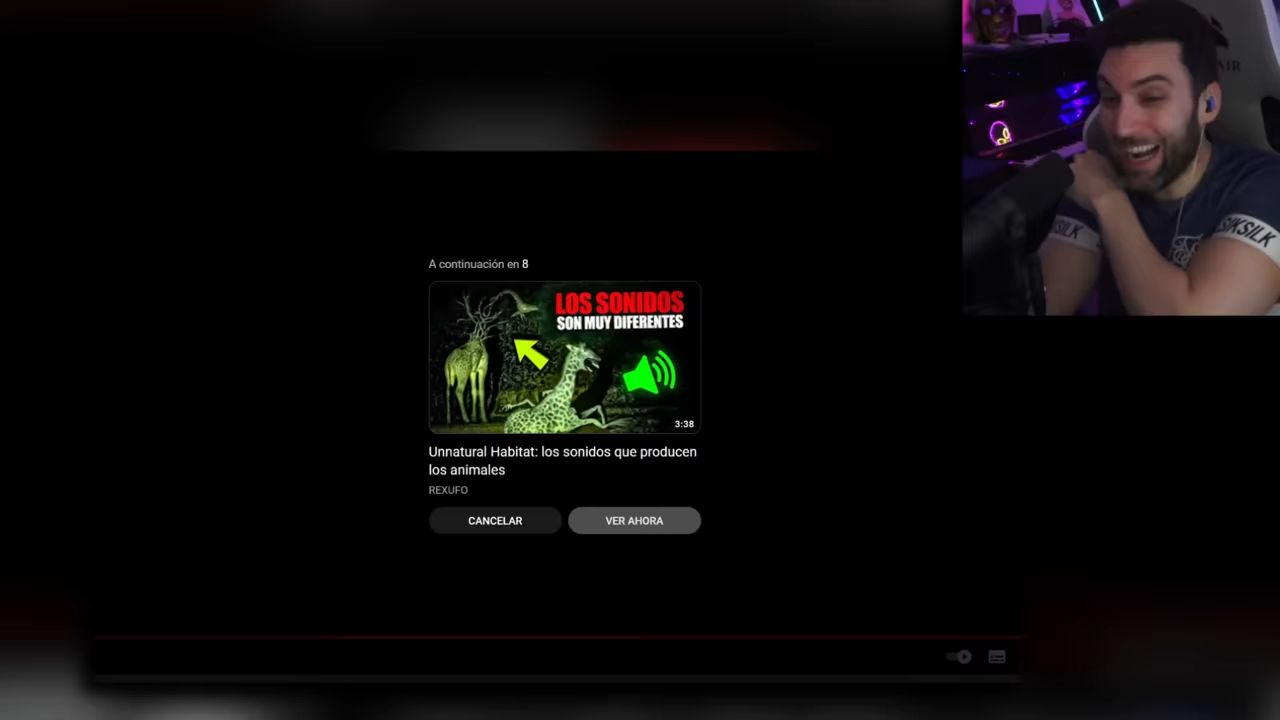 A continuación en 8
LOS SONIDOS
SON MUY DIFERENTES
3:38
Unnatural Habitat: los sonidos que producen
los animales
REXUFO
CANCELAR
VER AHORA
SIKSILK